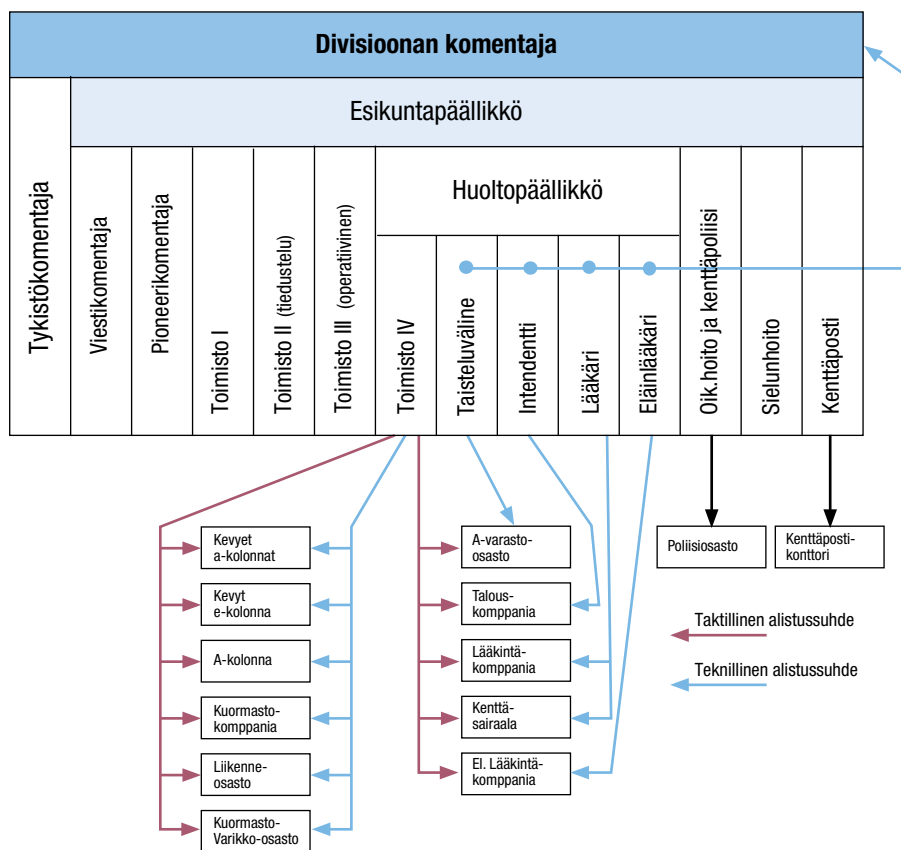 Divisioonan komentaja
Esikuntapäällikkö
Huoltopäällikkö
Tykistökomentaja
Viestikomentaja
Pioneerikomentaja
Toimisto I
Toimisto II (tiedustelu)
Toimisto III (operatiivinen)
Toimisto IV
Taisteluväline
Intendentti
Lääkäri
Eläinlääkäri
Oik.hoito ja kenttäpoliisi
Sielunhoito
Kenttäposti
Kevyet
a-kolonnat
Kevyt
e-kolonna
A-kolonna
Kuormasto-
komppania
Liikenne-
osasto
Kuormasto-
Varikko-osasto
A-varasto-
osasto
Talous-
komppania
Lääkintä-
komppania
Kenttä-
sairaala
El. Lääkintä-
komppania
Poliisiosasto
Kenttäposti-
konttori
Taktillinen alistussuhde
Teknillinen alistussuhde